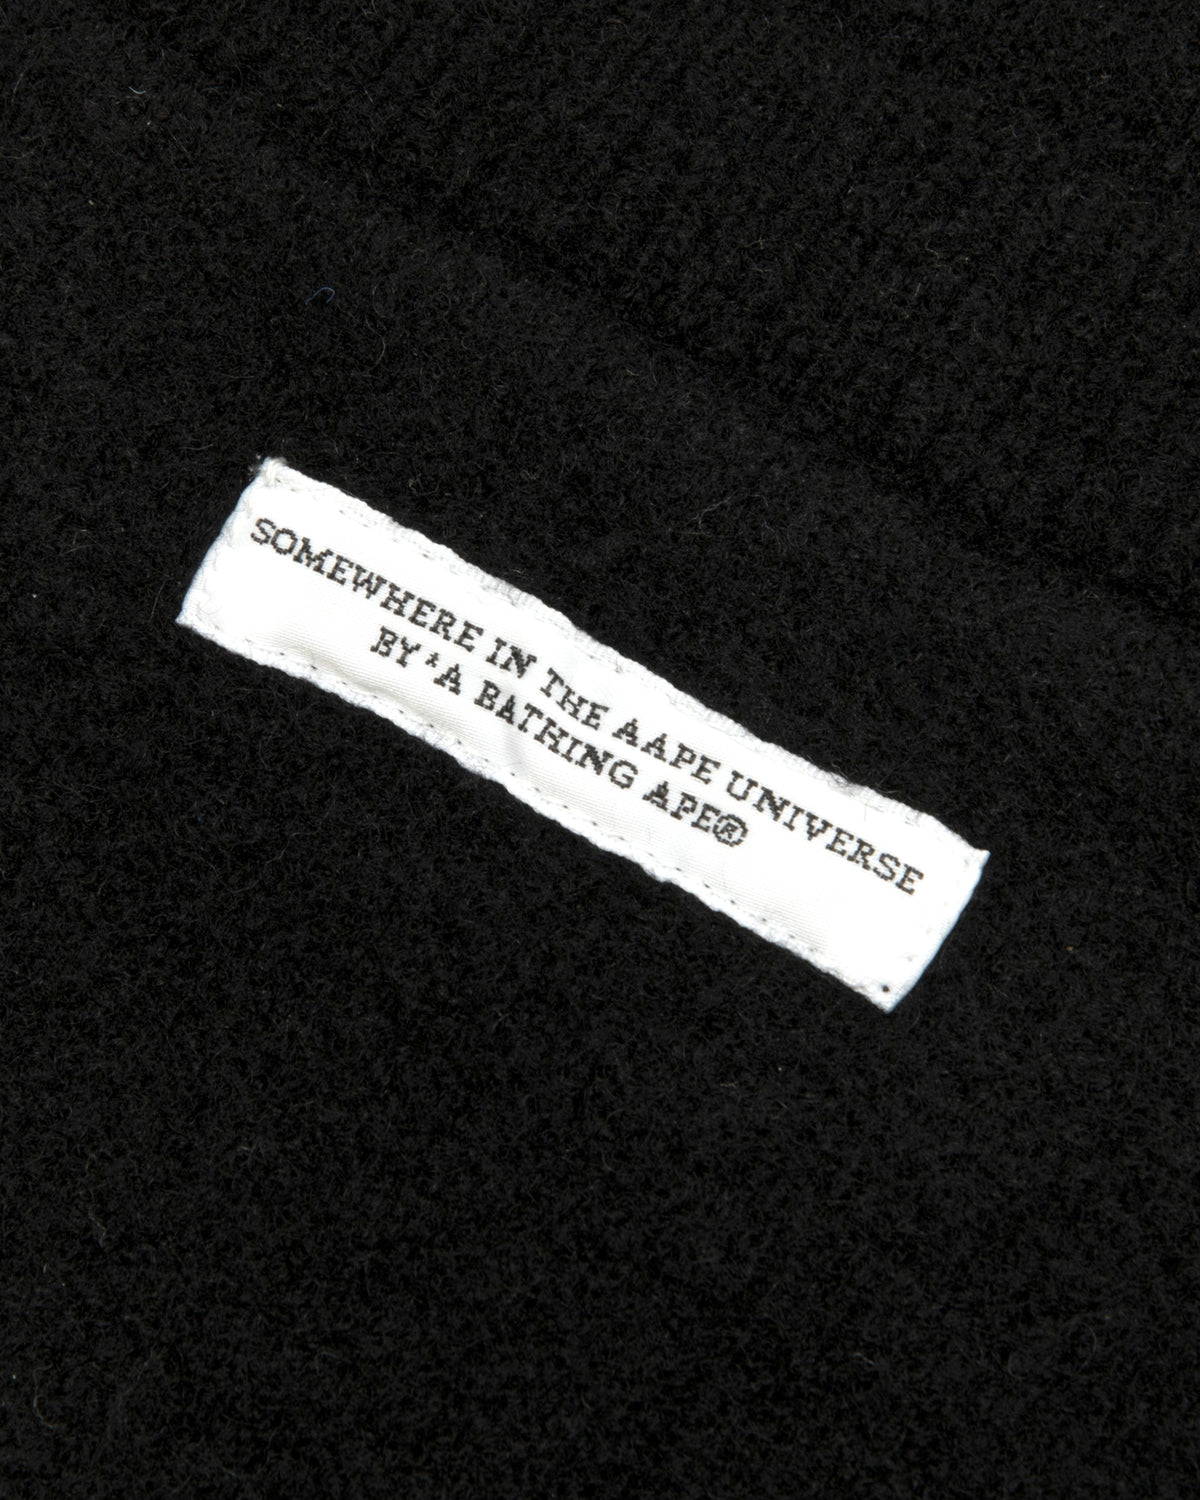 SOMEWHERE IN THE AAPE UNIVERSE
BY 'A BATHING APE®